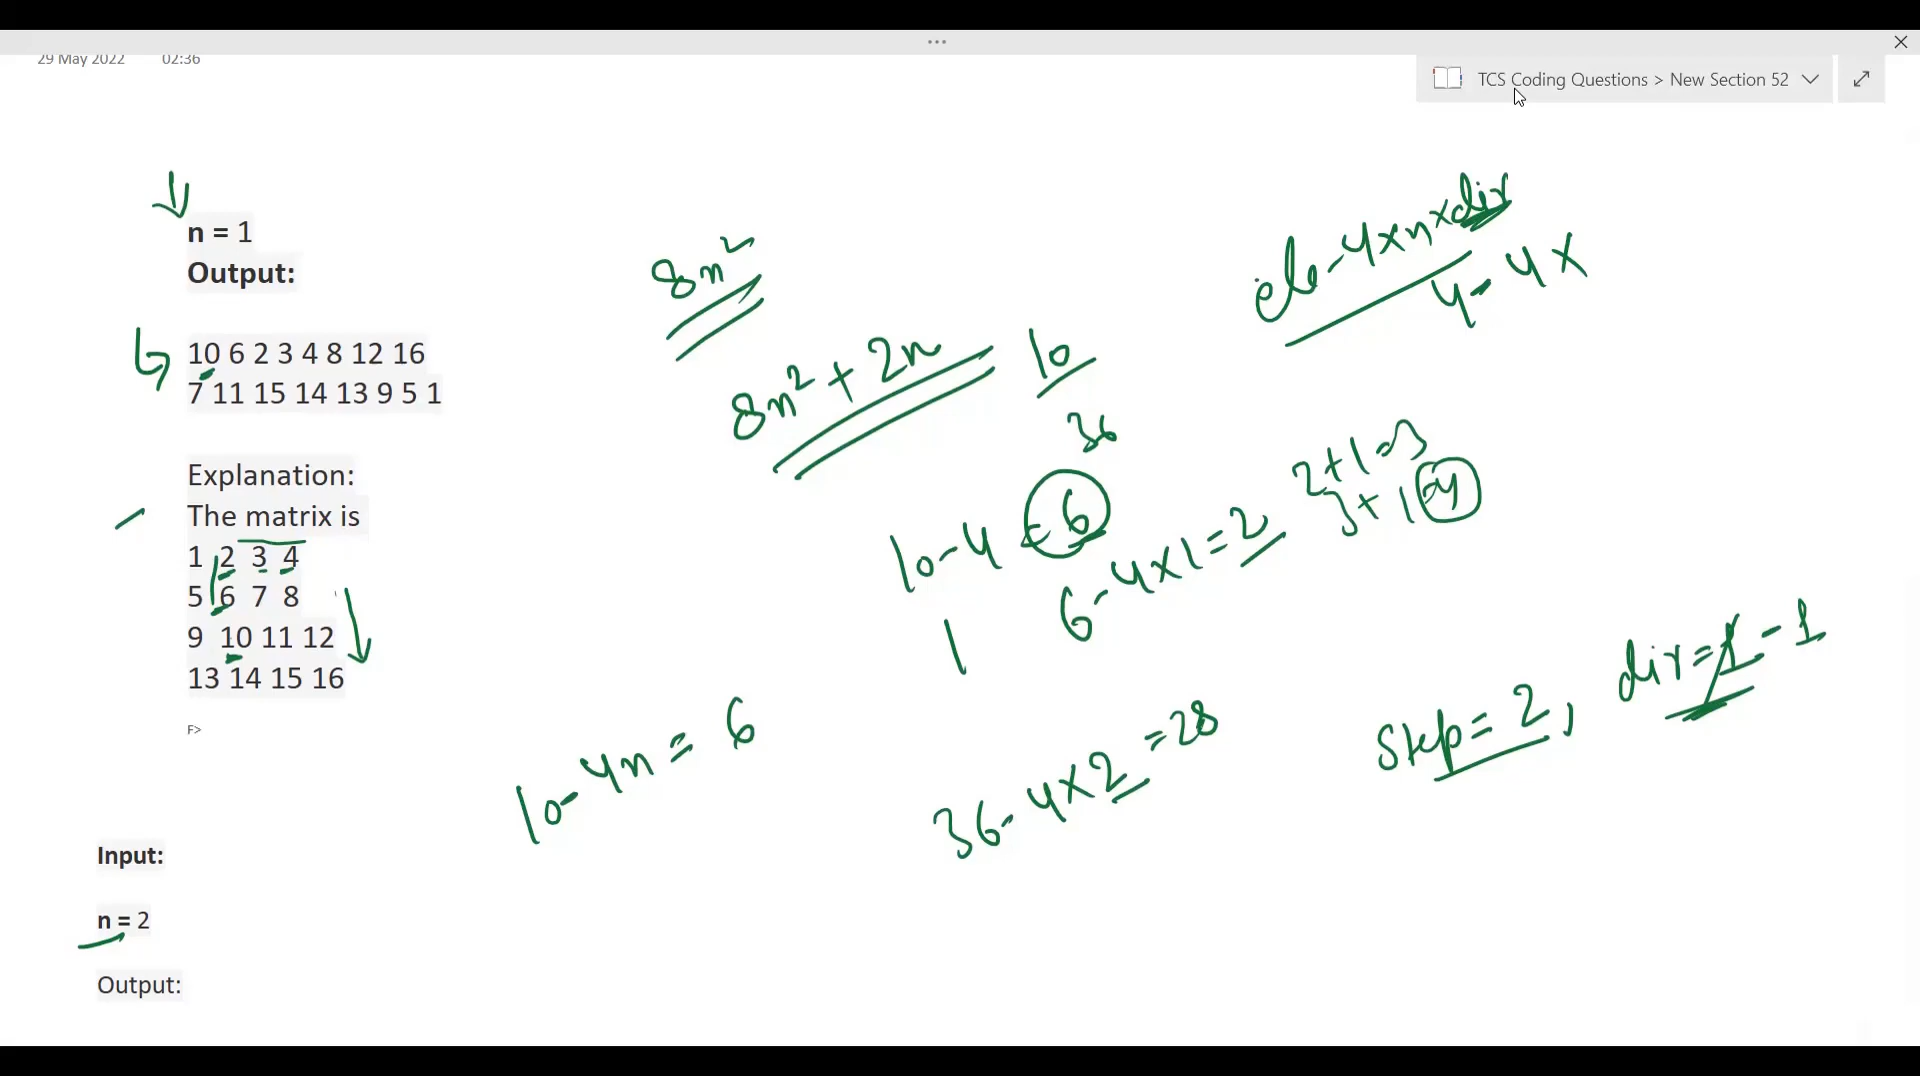 29 May 2022 02:36
TCS Coding Questions > New Section 52
n = 1
Output:
10 6 2 3 4 8 12 16
7 11 15 14 13 9 5 1
Explanation:
The matrix is
1 2 3 4
5 6 7 8
9 10 11 12
13 14 15 16
F>
Input:
n = 2
Output:
8n²
8n² + 2n
10
36
10-4 = 6
1
6-4×1=2
2+1=3
3+1=4
ele-4×n×dir
4-4×
10-4n = 6
36-4×2 =28
Step= 2, dir=1 -1